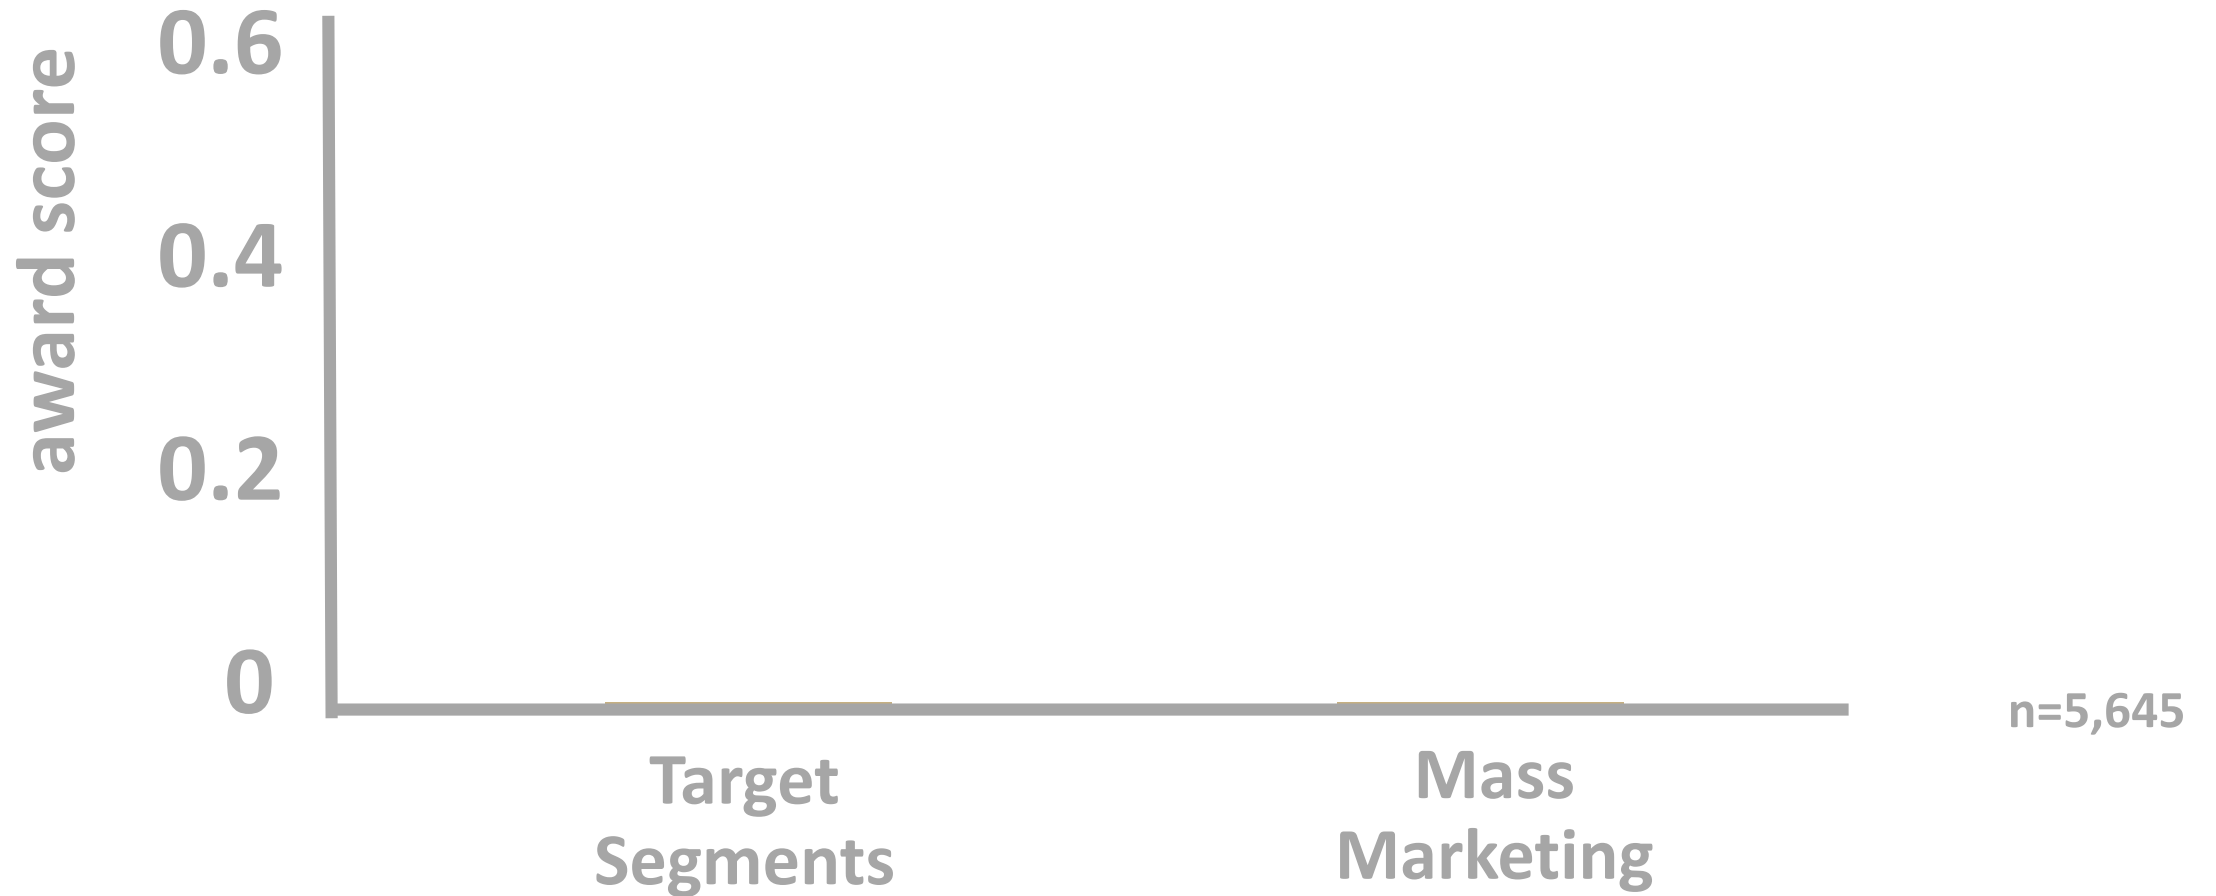 award score
0.6
0.4
0.2
0
Target
Segments
Mass
Marketing
n=5,645